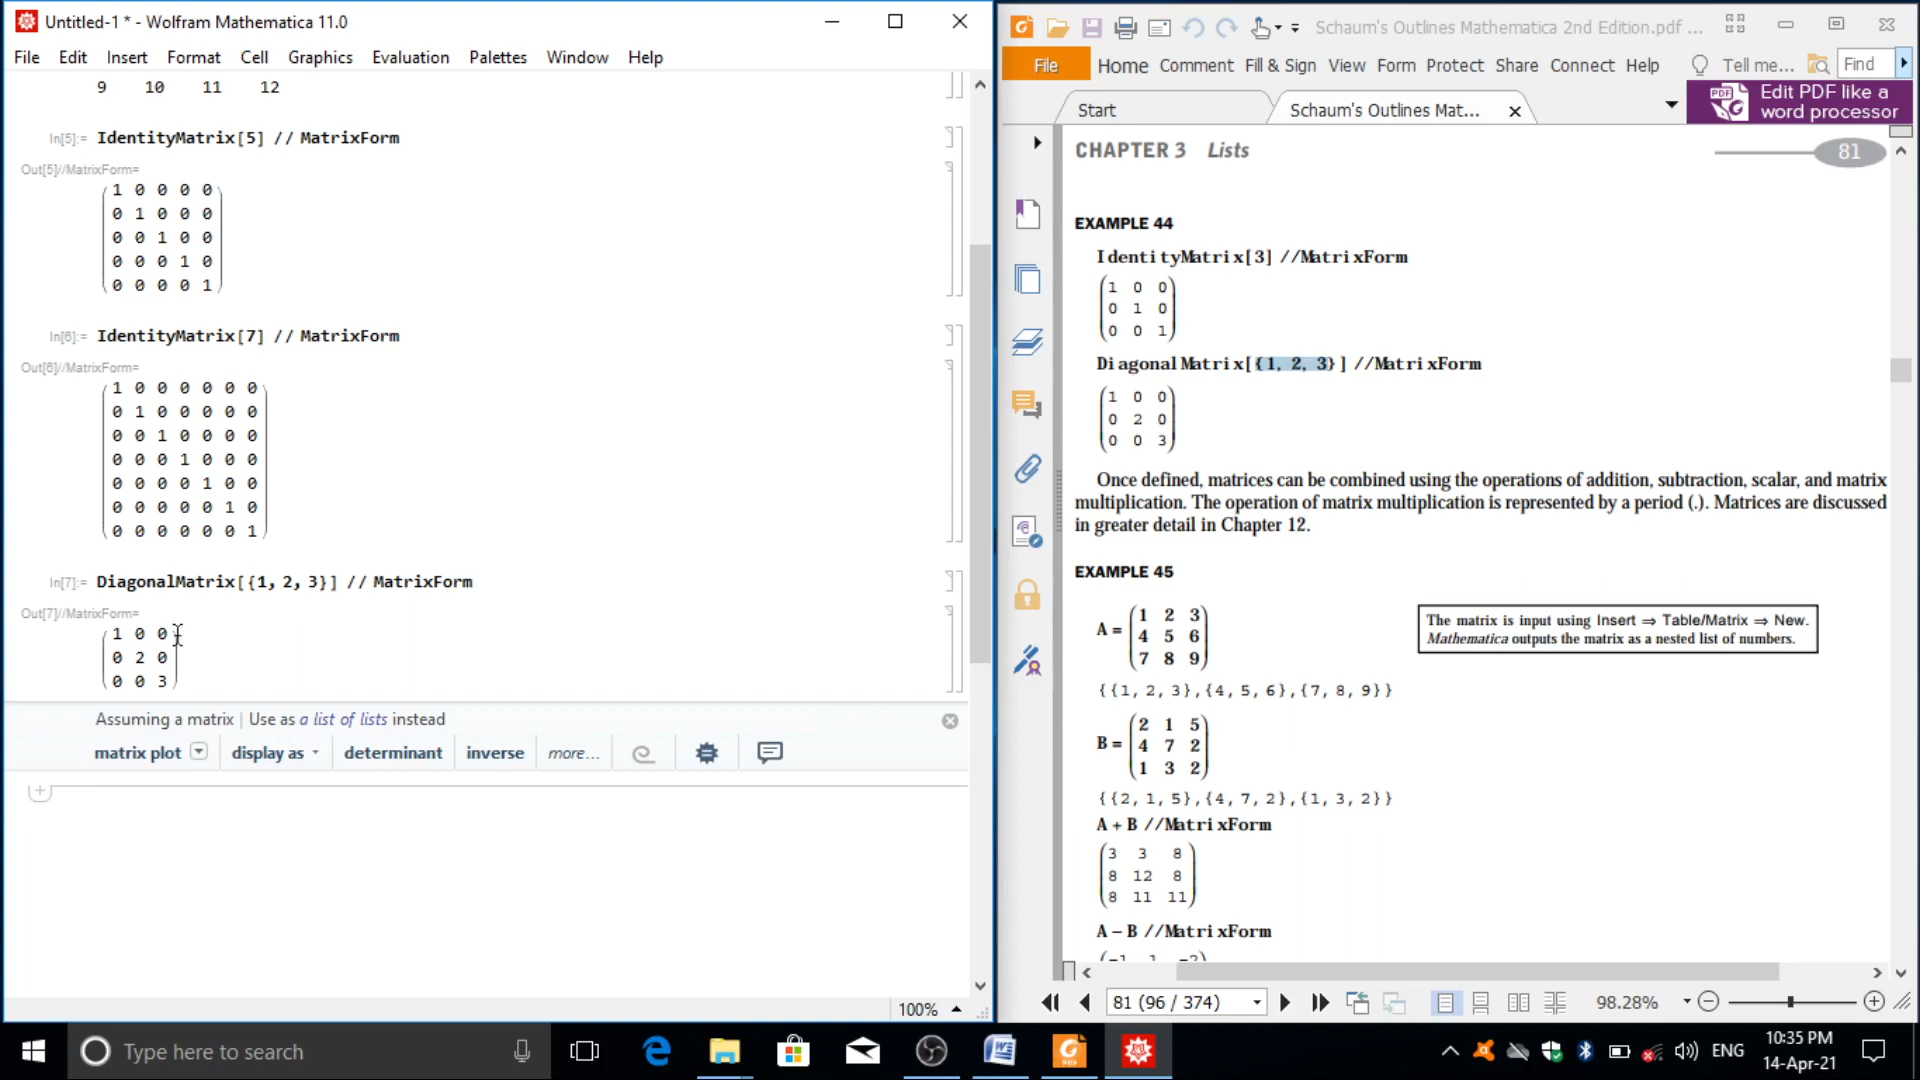 Untitled-1 * - Wolfram Mathematica 11.0
File Edit Insert Format Cell Graphics Evaluation Palettes Window Help
9 10 11 12
In[5]:= IdentityMatrix[5] // MatrixForm
Out[5]//MatrixForm=
1 0 0 0 0
0 1 0 0 0
0 0 1 0 0
0 0 0 1 0
0 0 0 0 1
In[6]:= IdentityMatrix[7] // MatrixForm
Out[6]//MatrixForm=
1 0 0 0 0 0 0
0 1 0 0 0 0 0
0 0 1 0 0 0 0
0 0 0 1 0 0 0
0 0 0 0 1 0 0
0 0 0 0 0 1 0
0 0 0 0 0 0 1
In[7]:= DiagonalMatrix[{1, 2, 3}] // MatrixForm
Out[7]//MatrixForm=
1 0 0
0 2 0
0 0 3
Assuming a matrix | Use as a list of lists instead
matrix plot display as determinant inverse more...
100%
Schaum's Outlines Mathematica 2nd Edition.pdf ...
File Home Comment Fill & Sign View Form Protect Share Connect Help Tell me... Find
Start Schaum's Outlines Mat...
Edit PDF like a
word processor
CHAPTER 3 Lists 81
EXAMPLE 44
IdentityMatrix[3] //MatrixForm
1 0 0
0 1 0
0 0 1
DiagonalMatrix[{1, 2, 3}] //MatrixForm
1 0 0
0 2 0
0 0 3
Once defined, matrices can be combined using the operations of addition, subtraction, scalar, and matrix
multiplication. The operation of matrix multiplication is represented by a period (.). Matrices are discussed
in greater detail in Chapter 12.
EXAMPLE 45
1 2 3
A = 4 5 6
7 8 9
The matrix is input using Insert ⇒ Table/Matrix ⇒ New.
Mathematica outputs the matrix as a nested list of numbers.
{{1, 2, 3},{4, 5, 6},{7, 8, 9}}
2 1 5
B = 4 7 2
1 3 2
{{2, 1, 5},{4, 7, 2},{1, 3, 2}}
A + B //MatrixForm
3 3 8
8 12 8
8 11 11
A − B //MatrixForm
-1 1 -2
81 (96 / 374) 98.28%
Type here to search
ENG
10:35 PM
14-Apr-21